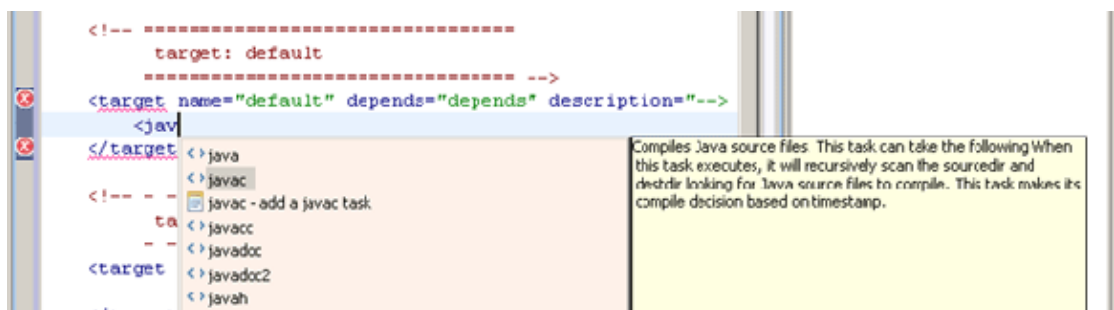 <!-- =================================
target: default
================================= -->
<target name="default" depends="depends" description="-->
<jav
</target
java
javac
javac - add a javac task
javacc
javadoc
javadoc2
javah
Compiles Java source files. This task can take the following When
this task executes, it will recursively scan the sourcedir and
destdir looking for Java source files to compile. This task makes its
compile decision based on timestamp.
<!-- - -
ta
- -
<target